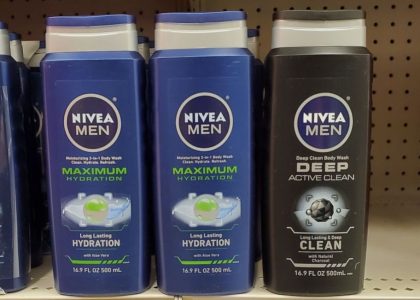 NIVEA
MEN
Moisturizing 3-in-1 Body Wash
Clean. Hydrate. Refresh.
MAXIMUM
HYDRATION
Long Lasting
HYDRATION
with Aloe Vera
16.9 FL OZ 500 mL
NIVEA
MEN
Moisturizing 3-in-1 Body Wash
Clean. Hydrate. Refresh.
MAXIMUM
HYDRATION
Long Lasting
HYDRATION
with Aloe Vera
16.9 FL OZ 500 mL
NIVEA
MEN
Deep Clean Body Wash
DEEP
ACTIVE CLEAN
Long Lasting & Deep
CLEAN
with Natural
Charcoal
16.9 FL OZ 500 mL